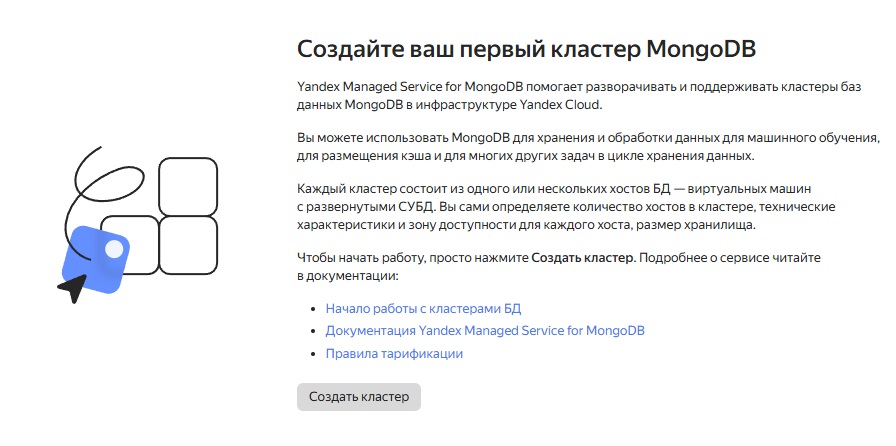 Создайте ваш первый кластер MongoDB
Yandex Managed Service for MongoDB помогает разворачивать и поддерживать кластеры баз
данных MongoDB в инфраструктуре Yandex Cloud.
Вы можете использовать MongoDB для хранения и обработки данных для машинного обучения,
для размещения кэша и для многих других задач в цикле хранения данных.
Каждый кластер состоит из одного или нескольких хостов БД — виртуальных машин
с развернутыми СУБД. Вы сами определяете количество хостов в кластере, технические
характеристики и зону доступности для каждого хоста, размер хранилища.
Чтобы начать работу, просто нажмите Создать кластер. Подробнее о сервисе читайте
в документации:
• Начало работы с кластерами БД
• Документация Yandex Managed Service for MongoDB
• Правила тарификации
Создать кластер